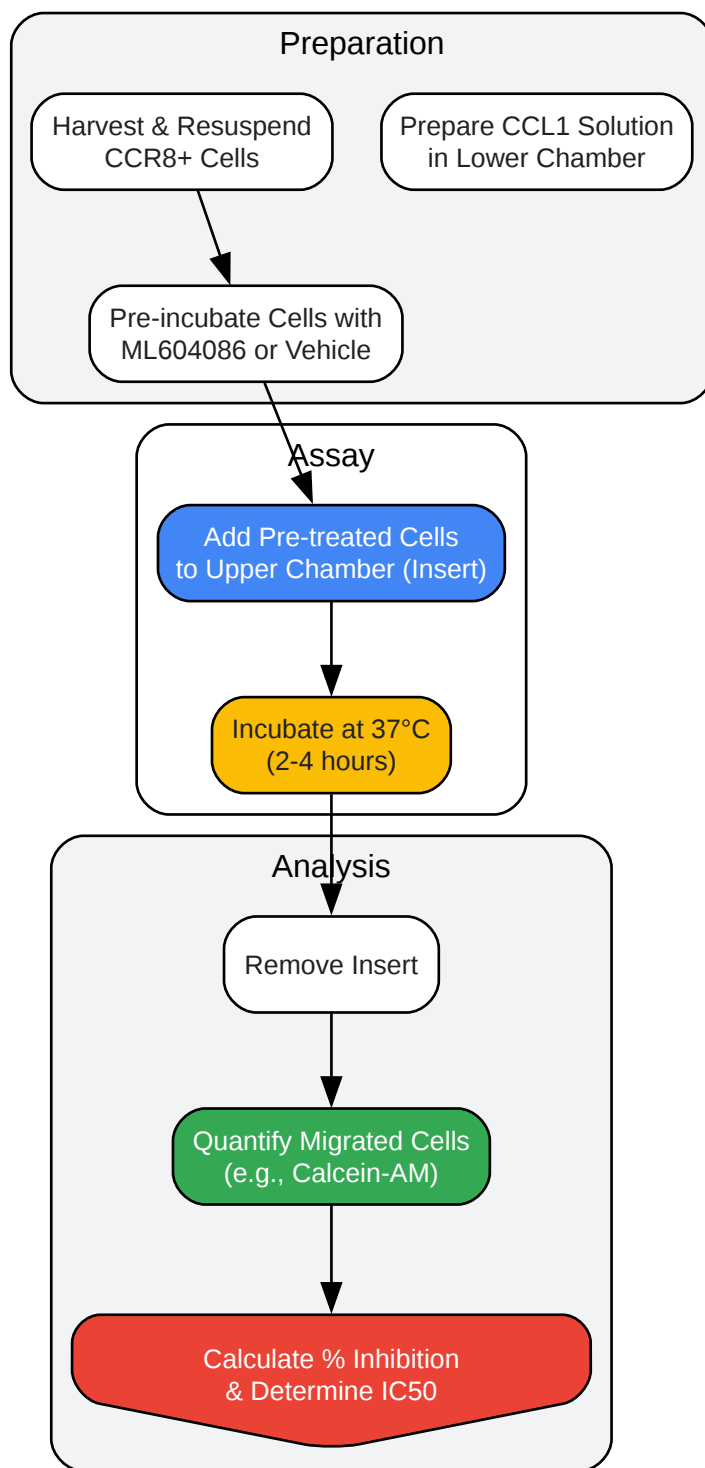 Preparation
Harvest & Resuspend
CCR8+ Cells
Prepare CCL1 Solution
in Lower Chamber
Pre-incubate Cells with
ML604086 or Vehicle
Assay
Add Pre-treated Cells
to Upper Chamber (Insert)
Incubate at 37°C
(2-4 hours)
Analysis
Remove Insert
Quantify Migrated Cells
(e.g., Calcein-AM)
Calculate % Inhibition
& Determine IC50